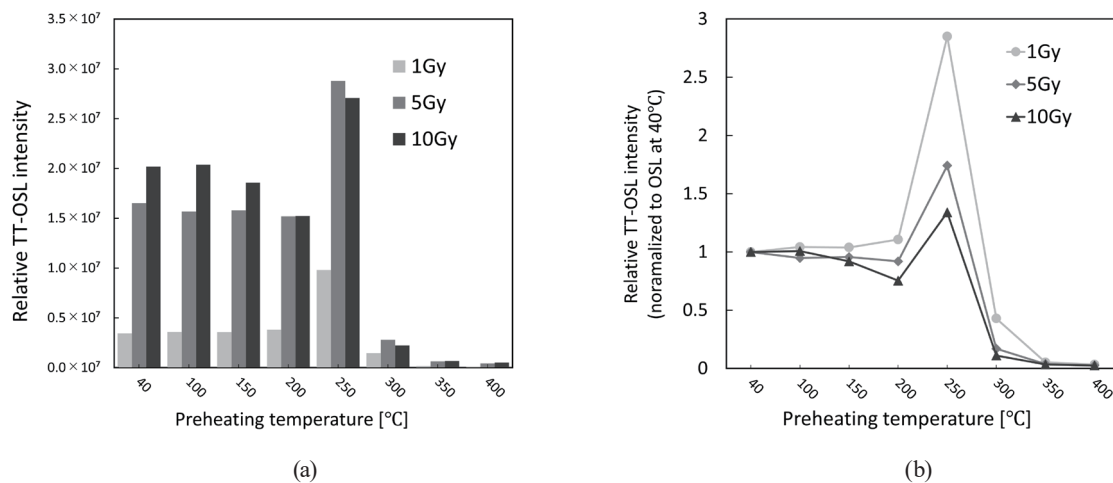 3.5×10⁷
3.0×10⁷
2.5×10⁷
2.0×10⁷
1.5×10⁷
1.0×10⁷
0.5×10⁷
0.0×10⁷
Relative TT-OSL intensity
1Gy
5Gy
10Gy
40
100
150
200
250
300
350
400
Preheating temperature [℃]
(a)
3
2.5
2
1.5
1
0.5
0
Relative TT-OSL intensity
(noramalized to OSL at 40℃)
1Gy
5Gy
10Gy
40
100
150
200
250
300
350
400
Preheating temperature [℃]
(b)